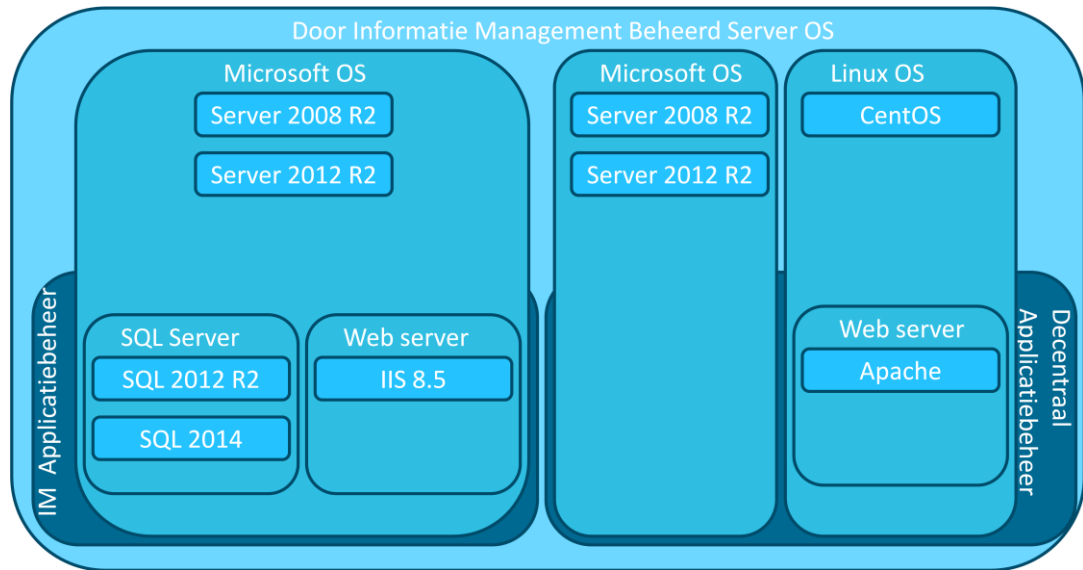 Door Informatie Management Beheerd Server OS
Microsoft OS
Server 2008 R2
Server 2012 R2
IM Applicatiebeheer
SQL Server
SQL 2012 R2
SQL 2014
Web server
IIS 8.5
Microsoft OS
Server 2008 R2
Server 2012 R2
Linux OS
CentOS
Web server
Apache
Decentraal
Applicatiebeheer